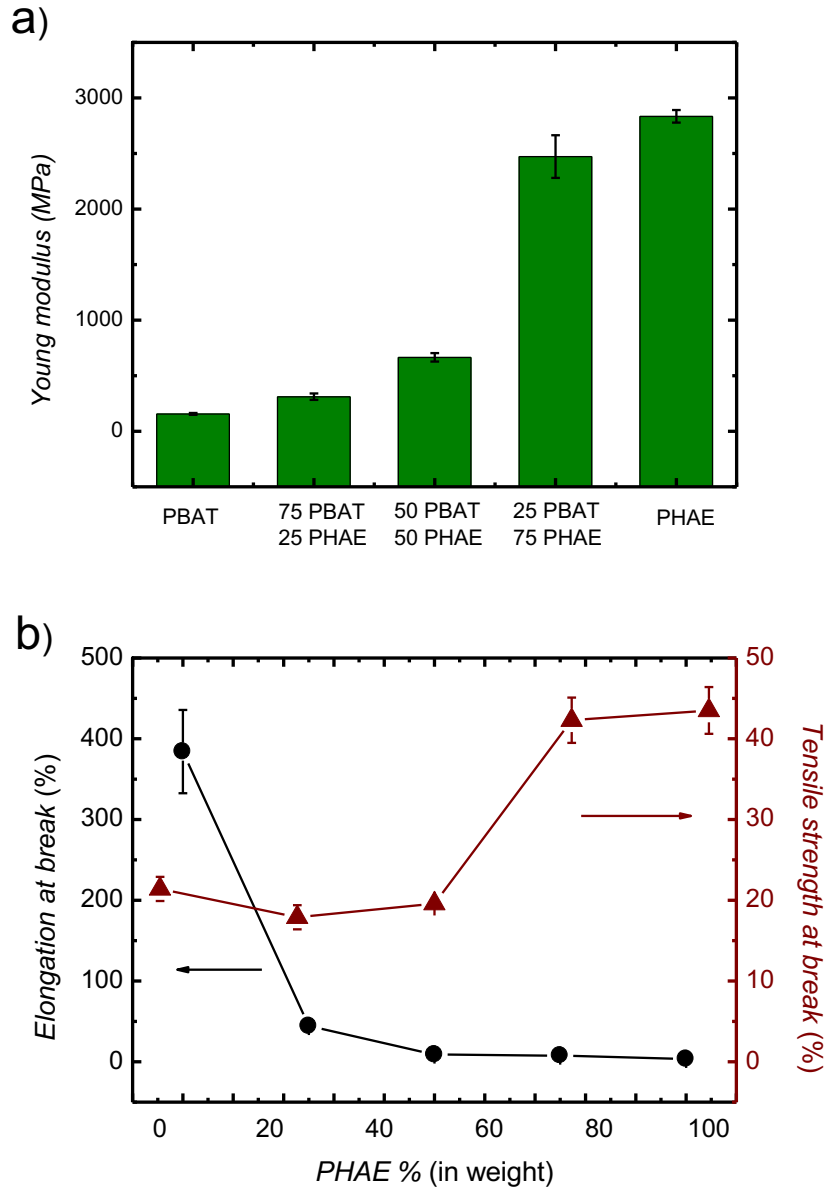 a)
Young modulus (MPa)
3000
2000
1000
0
PBAT
75 PBAT
25 PHAE
50 PBAT
50 PHAE
25 PBAT
75 PHAE
PHAE
b)
Elongation at break (%)
500
400
300
200
100
0
50
40
30
20
10
0
Tensile strength at break (%)
0 20 40 60 80 100
PHAE % (in weight)